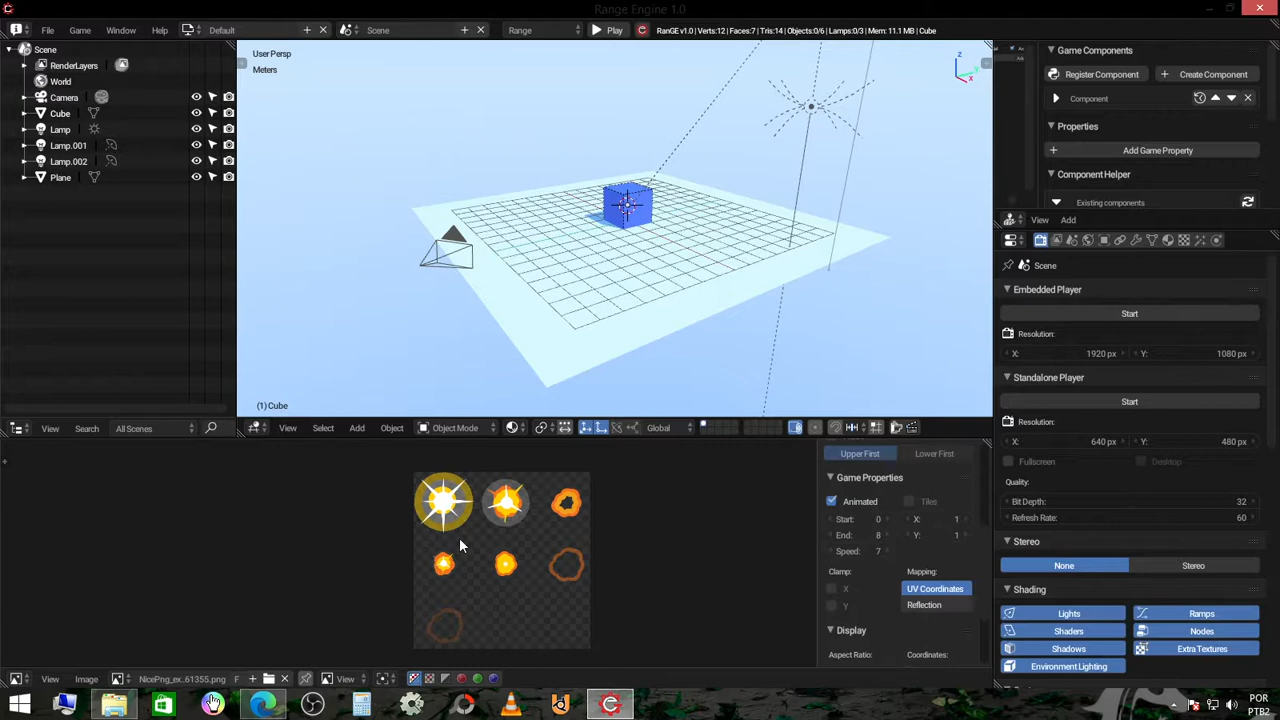 Range Engine 1.0
File Game Window Help Default Scene Range Play RanGE v1.0 | Verts:12 | Faces:7 | Tris:14 | Objects:0/6 | Lamps:0/3 | Mem: 11.1 MB | Cube
Scene
RenderLayers
World
Camera
Cube
Lamp
Lamp.001
Lamp.002
Plane
View Search All Scenes
User Persp
Meters
z
y
x
(1) Cube
View Select Add Object Object Mode Global
Game Components
Register Component Create Component
Component
Properties
Add Game Property
Component Helper
Existing components
View Add
Scene
Embedded Player
Start
Resolution:
X: 1920 px Y: 1080 px
Standalone Player
Start
Resolution:
X: 640 px Y: 480 px
Fullscreen Desktop
Quality:
Bit Depth: 32
Refresh Rate: 60
Stereo
None Stereo
Shading
Lights Ramps
Shaders Nodes
Shadows Extra Textures
Environment Lighting
Upper First Lower First
Game Properties
Animated Tiles
Start: 0 X: 1
End: 8 Y: 1
Speed: 7
Clamp: Mapping:
X UV Coordinates
Y Reflection
Display
Aspect Ratio: Coordinates:
View Image NicePng_ex.61355.png F View
POR
PTB2